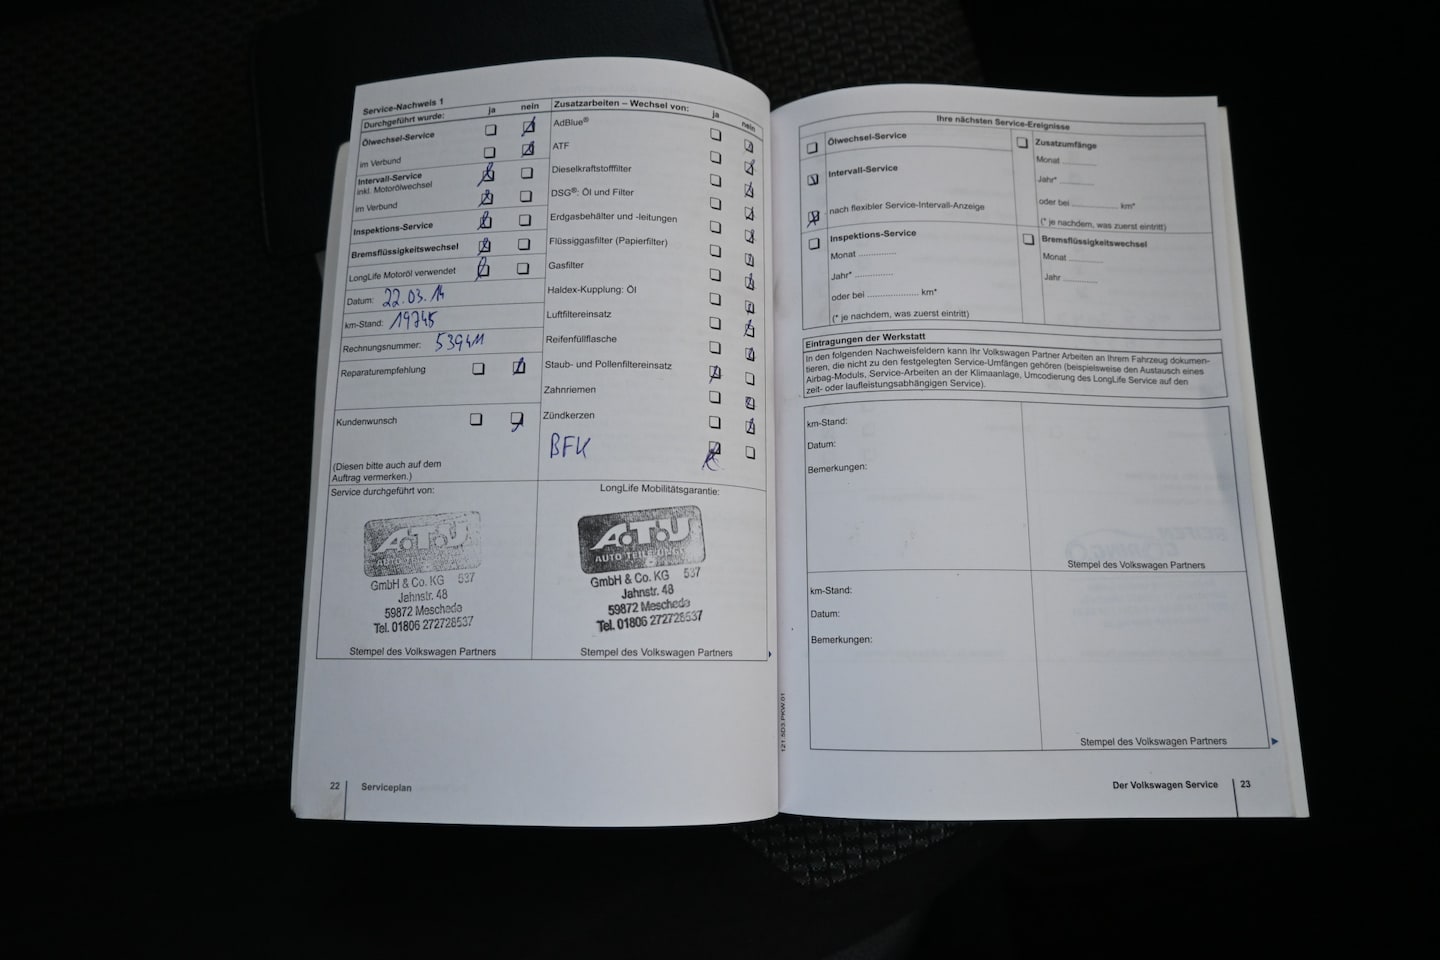 Service-Nachweis 1
ja nein
Durchgeführt wurde:
Ölwechsel-Service
im Verbund
Intervall-Service
inkl. Motorölwechsel
im Verbund
Inspektions-Service
Bremsflüssigkeitswechsel
LongLife Motoröl verwendet
Datum: 22.03.14
km-Stand: 19745
Rechnungsnummer: 539411
Reparaturempfehlung
Kundenwunsch
(Diesen bitte auch auf dem
Auftrag vermerken.)
Service durchgeführt von:
A.T.U
GmbH & Co. KG 537
Jahnstr. 48
59872 Meschede
Tel. 01806 272728537
Stempel des Volkswagen Partners
Zusatzarbeiten – Wechsel von:
ja nein
AdBlue®
ATF
Dieselkraftstofffilter
DSG®: Öl und Filter
Erdgasbehälter und -leitungen
Flüssiggasfilter (Papierfilter)
Gasfilter
Haldex-Kupplung: Öl
Luftfiltereinsatz
Reifenfüllflasche
Staub- und Pollenfiltereinsatz
Zahnriemen
Zündkerzen
BFK
LongLife Mobilitätsgarantie:
A.T.U
AUTO TEILE UNGER
GmbH & Co. KG 537
Jahnstr. 48
59872 Meschede
Tel. 01806 272728537
Stempel des Volkswagen Partners
22 Serviceplan
Ihre nächsten Service-Ereignisse
Ölwechsel-Service
Intervall-Service
nach flexibler Service-Intervall-Anzeige
Inspektions-Service
Monat ............
Jahr* ............
oder bei ................ km*
(* je nachdem, was zuerst eintritt)
Zusatzumfänge
Monat ............
Jahr* ............
oder bei ................ km*
(* je nachdem, was zuerst eintritt)
Bremsflüssigkeitswechsel
Monat ............
Jahr ............
Eintragungen der Werkstatt
In den folgenden Nachweisfeldern kann Ihr Volkswagen Partner Arbeiten an Ihrem Fahrzeug dokumen-
tieren, die nicht zu den festgelegten Service-Umfängen gehören (beispielsweise den Austausch eines
Airbag-Moduls, Service-Arbeiten an der Klimaanlage, Umcodierung des LongLife Service auf den
zeit- oder laufleistungsabhängigen Service).
km-Stand:
Datum:
Bemerkungen:
Stempel des Volkswagen Partners
km-Stand:
Datum:
Bemerkungen:
Stempel des Volkswagen Partners
121.5D3.PKW.01
Der Volkswagen Service 23